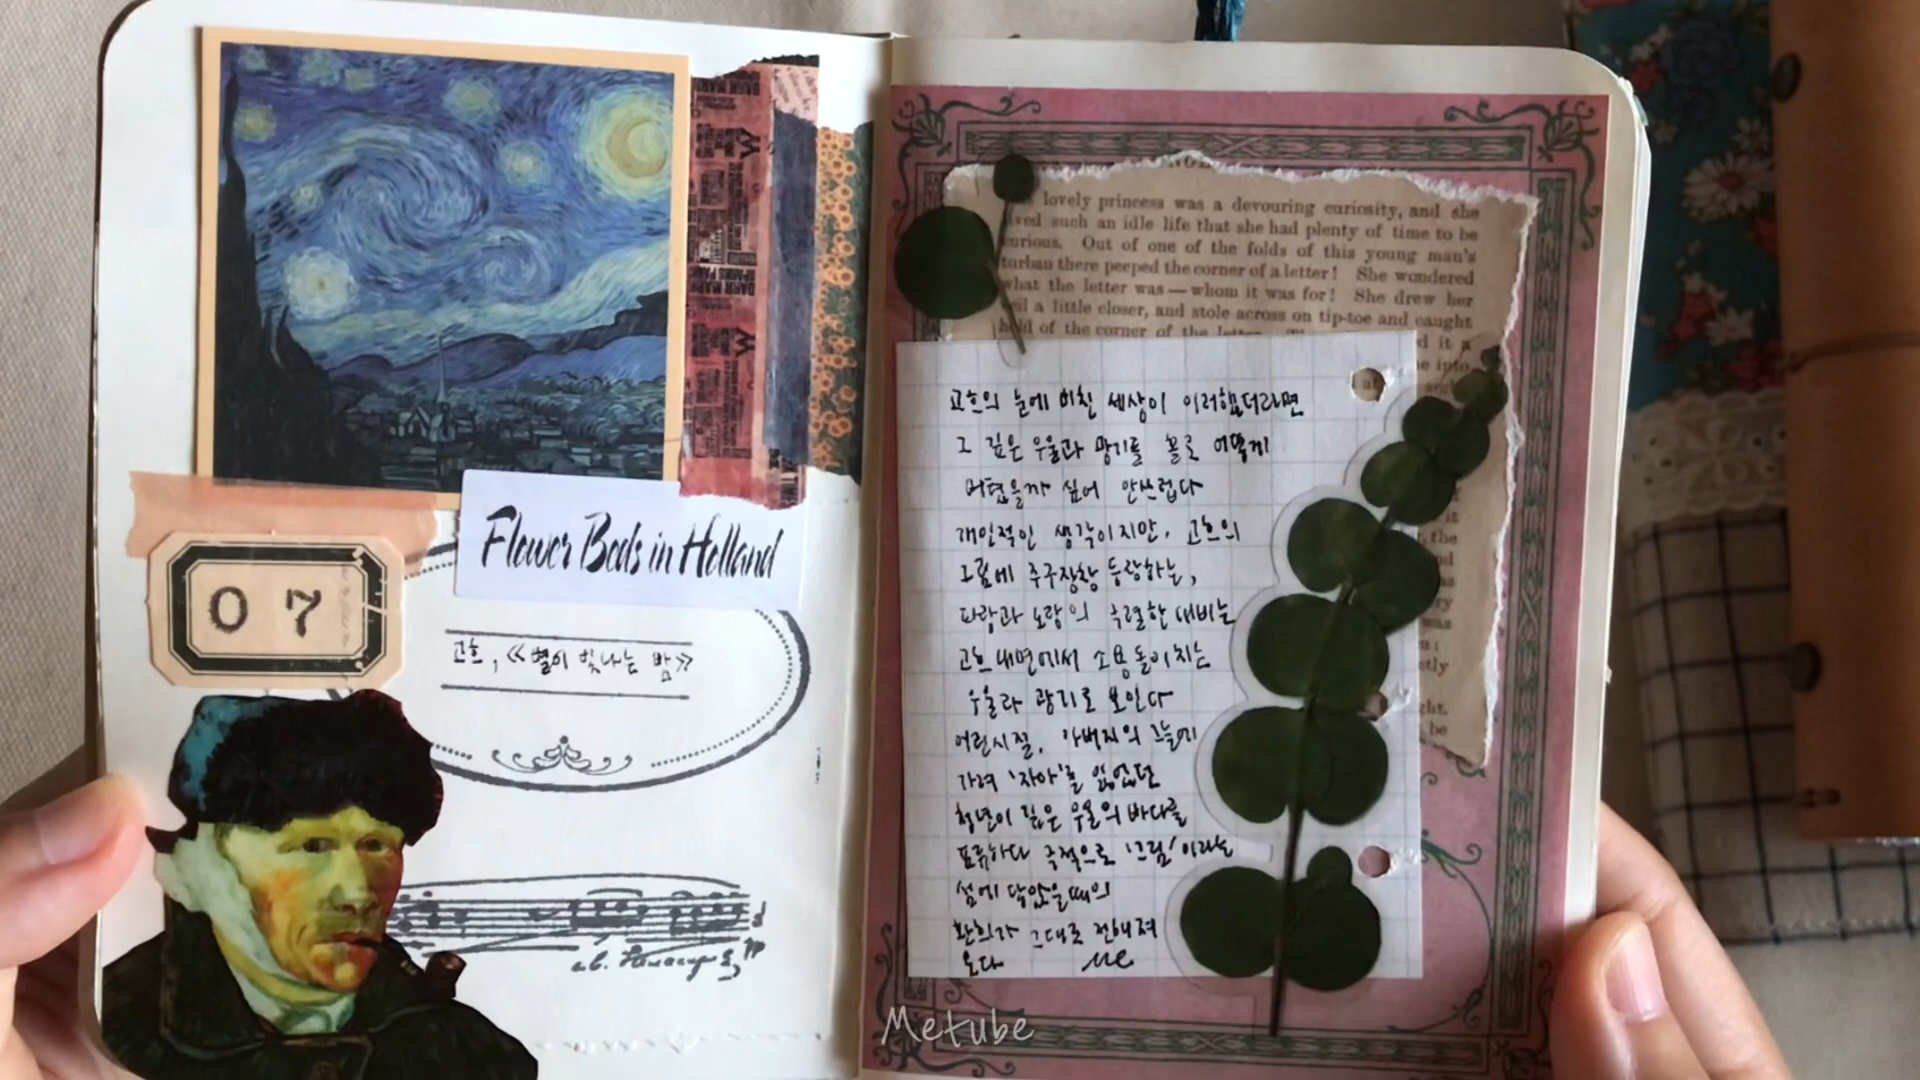 Flower Beds in Holland
07
고흐, 《별이 빛나는 밤》
lovely princess was a devouring curiosity, and she
lived such an idle life that she had plenty of time to be
curious. Out of one of the folds of this young man's
turban there peeped the corner of a letter! She wondered
what the letter was—whom it was for! She drew her
veil a little closer, and stole across on tip-toe and caught
hold of the corner of the letter.
고흐의 눈에 비친 세상이 이러했더라면
그 깊은 우울과 광기를 홀로 어떻게
버텼을까 싶어 안쓰럽다
개인적인 생각이지만, 고흐의
그림에 주구장창 등장하는,
파랑과 노랑의 극렬한 대비는
고흐 내면에서 소용돌이치는
우울과 광기로 보인다
어린시절, 아버지의 그늘에
가려 '자아'를 잃었던
청년이 깊은 우울의 바다를
표류하다 극적으로 '그림'이라는
섬에 닿았을 때의
환희가 그대로 전해져
온다 me
Metube